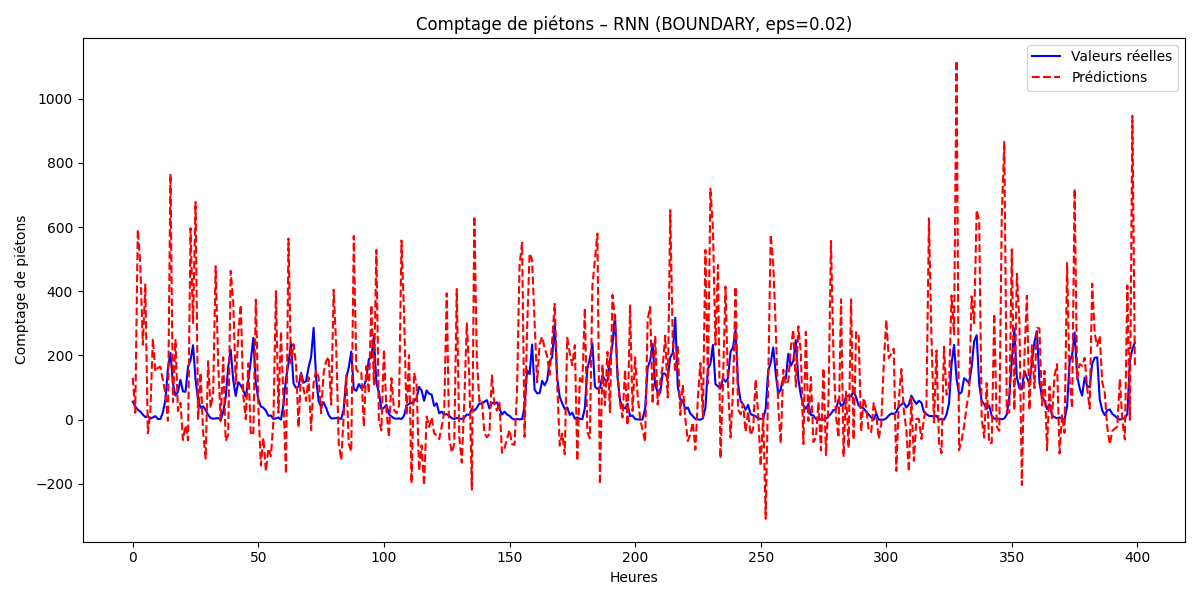 Comptage de piétons – RNN (BOUNDARY, eps=0.02)
Valeurs réelles
Prédictions
Comptage de piétons
1000
800
600
400
200
0
−200
0 50 100 150 200 250 300 350 400
Heures